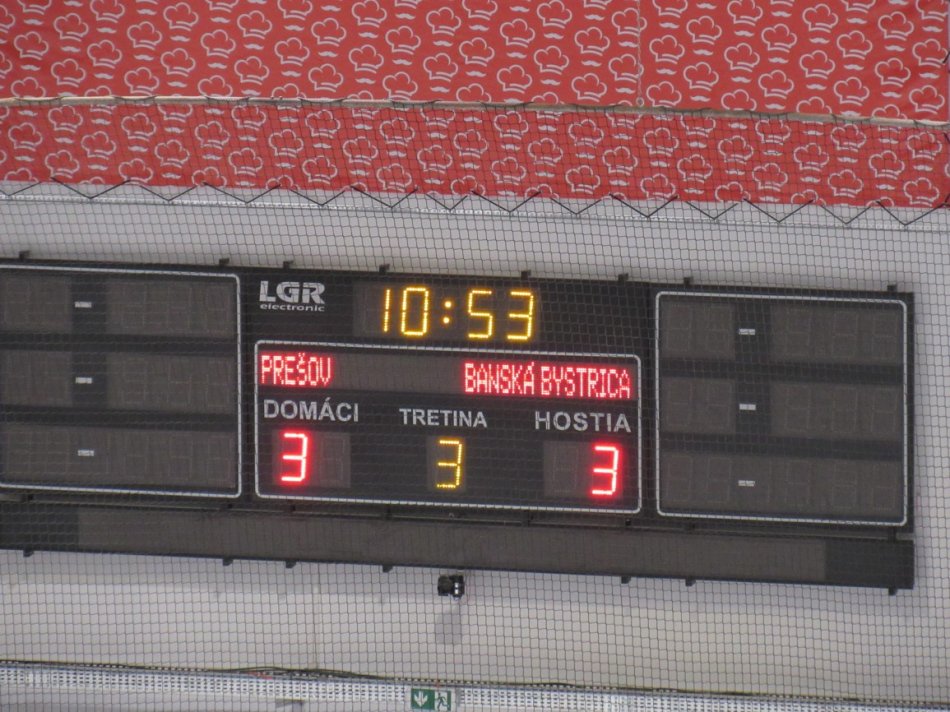 LGR
electronic
10:53
PREŠOV BANSKÁ BYSTRICA
DOMÁCI TRETINA HOSTIA
3 3 3